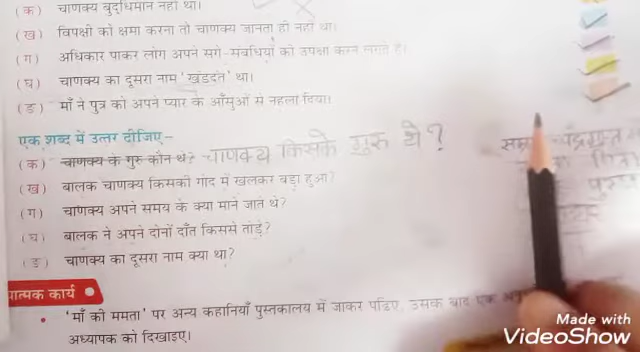 (क) चाणक्य बुद्धिमान नहीं था।
(ख) विपक्षी को क्षमा करना तो चाणक्य जानता ही नहीं था।
(ग) अधिकार पाकर लोग अपने सगे-संबंधियों की उपेक्षा करने लगते हैं।
(घ) चाणक्य का दूसरा नाम 'खंडदंत' था।
(ङ) माँ ने पुत्र को अपने प्यार के आँसुओं से नहला दिया।
एक शब्द में उत्तर दीजिए–
(क) चाणक्य के गुरु कौन थे? चाणक्य किसके गुरु थे?
(ख) बालक चाणक्य किसकी गोद में खेलकर बड़ा हुआ?
(ग) चाणक्य अपने समय के क्या माने जाते थे?
(घ) बालक ने अपने दोनों दाँत किससे तोड़े?
(ङ) चाणक्य का दूसरा नाम क्या था?
त्मक कार्य
• 'माँ की ममता' पर अन्य कहानियाँ पुस्तकालय में जाकर पढ़िए, उसके बाद एक
अध्यापक को दिखाइए।
Made with
VideoShow